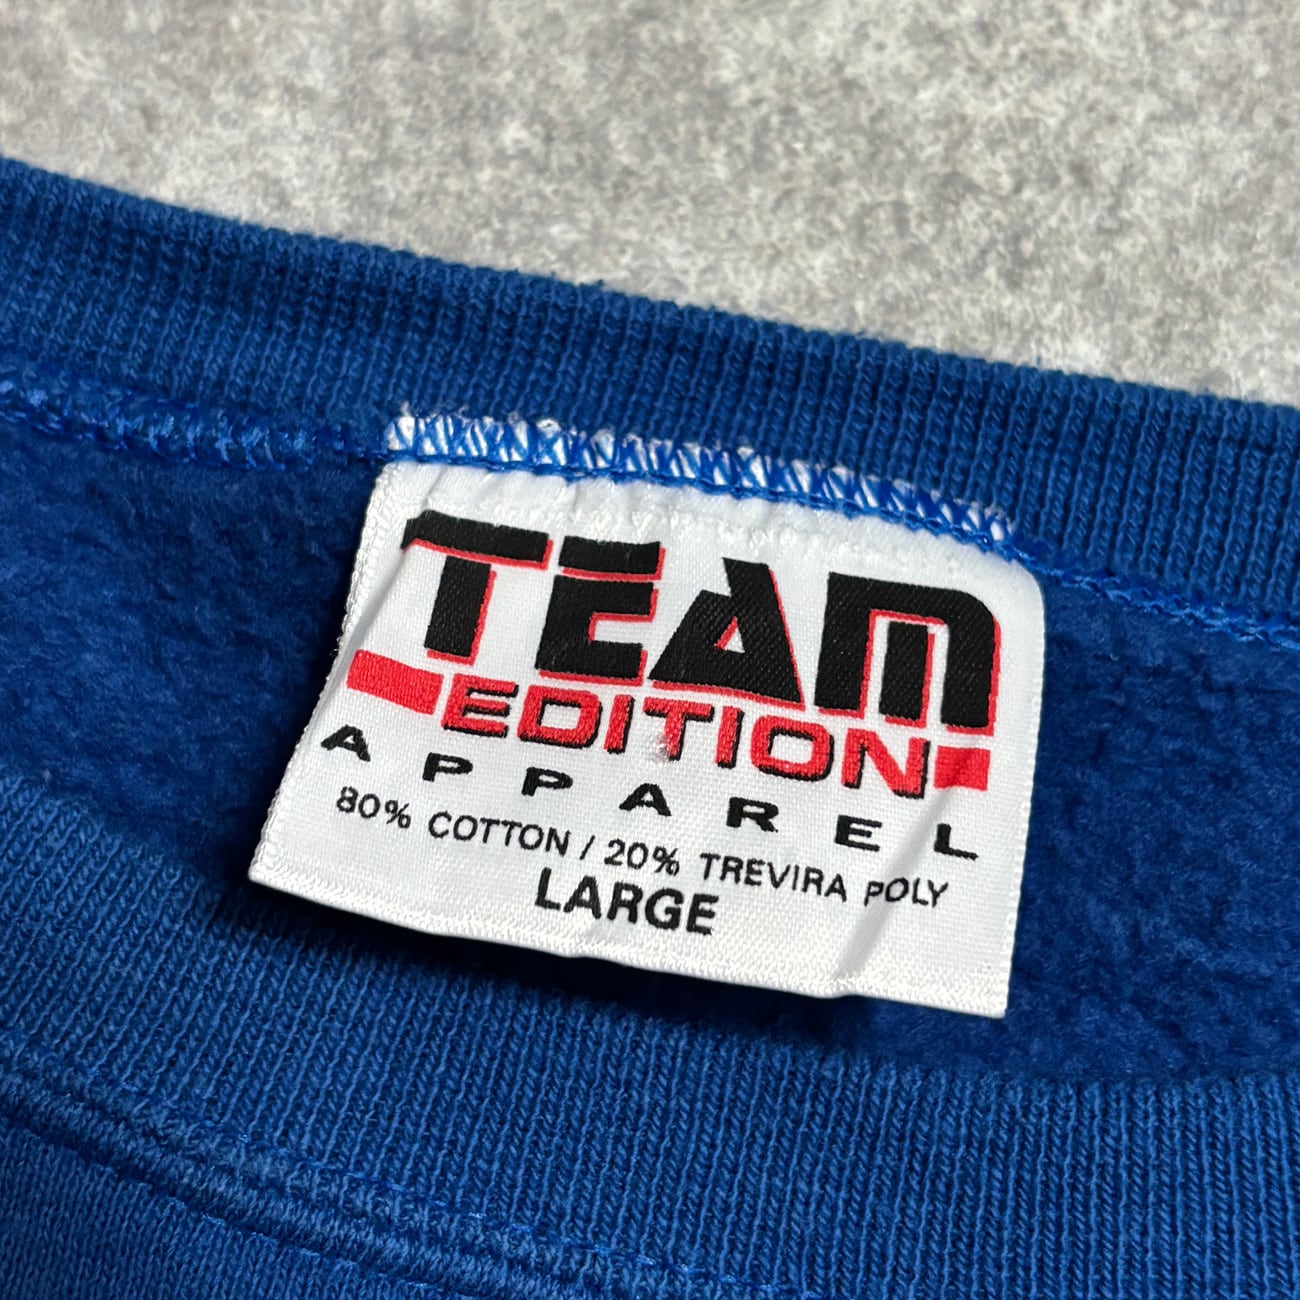 TEAM
EDITION
APPAREL
80% COTTON / 20% TREVIRA POLY
LARGE